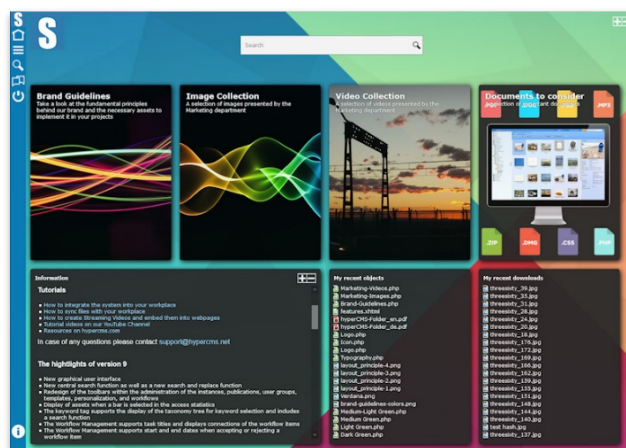 S
S
Search
Brand Guidelines
Take a look at the fundamental principles
behind our brand and the necessary assets to
implement it in your projects
Image Collection
A selection of images presented by the
Marketing department
Video Collection
A selection of videos presented by the
Marketing department
Documents to consider
.MP3
.ZIP
.DMG
.CSS
.PHP
Information
Tutorials
How to integrate the system into your workplace
How to sync files with your workplace
How to create Streaming Videos and embed them into webpages
Tutorial videos on our YouTube Channel
Resources on hypercms.com
In case of any questions please contact support@hypercms.net
The hightlights of version 9
New graphical user interface
New search function as well as a new search and replace function
Redesign of the toolbars within the administration of the instances, publications, user groups,
templates, personalization, and workflows
Display of assets when a bar is selected in the access statistics
The keyword tag supports the display of the taxonomy tree for keyword selection and includes
a search function
The Workflow Management supports task titles and displays connections of the workflow items
The Workflow Management supports start and end dates when accepting or rejecting a
workflow item
My recent objects
Marketing-Videos.php
Marketing-Images.php
Brand-Guidelines.php
features.xhtml
hyperCMS-Folder_en.pdf
hyperCMS-Folder_de.pdf
Logo.php
Icon.php
Logo.php
Typography.php
layout_principle-4.png
layout_principle-3.png
layout_principle-2.png
layout_principle-1.png
Verdana.png
brand-guidelines-colors.png
Medium-Light Green.php
Medium Green.php
Light Green.php
Dark Green.php
My recent downloads
threesixty_39.jpg
threesixty_35.jpg
threesixty_31.jpg
threesixty_28.jpg
threesixty_26.jpg
threesixty_24.jpg
threesixty_20.jpg
threesixty_18.jpg
threesixty_176.jpg
threesixty_172.jpg
threesixty_169.jpg
threesixty_166.jpg
threesixty_162.jpg
threesixty_159.jpg
threesixty_155.jpg
threesixty_151.jpg
threesixty_148.jpg
threesixty_144.jpg
threesixty_140.jpg
test hash.jpg
threesixty_137.jpg